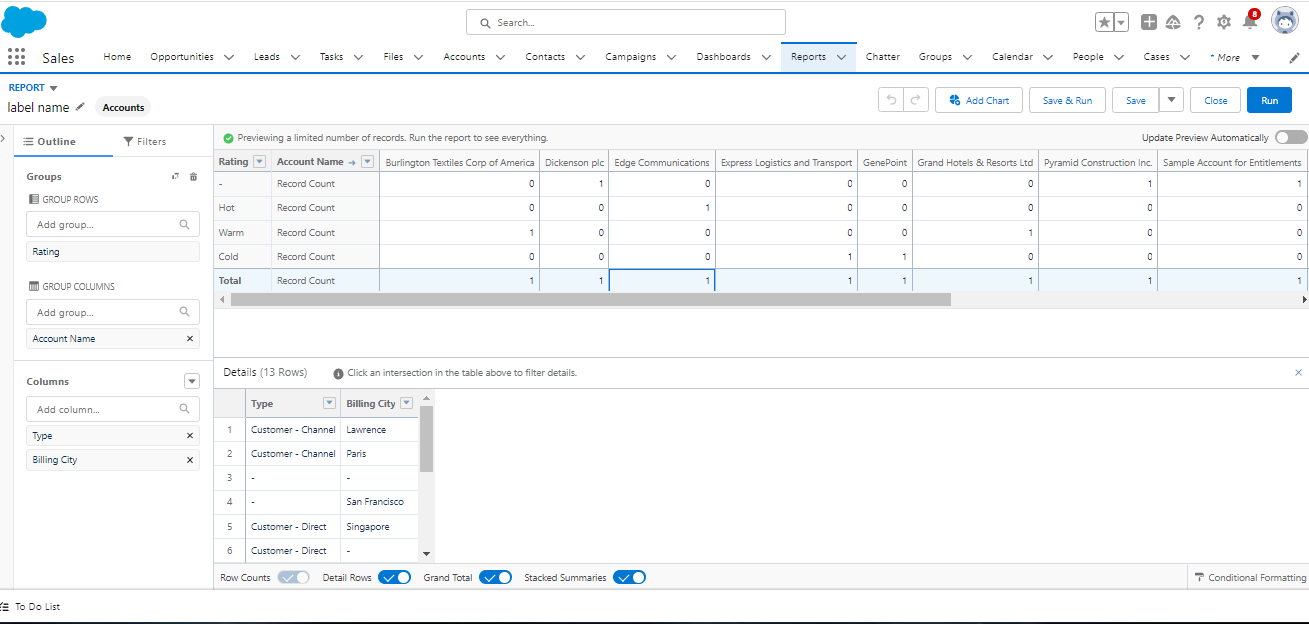 Search...
8
Sales Home Opportunities Leads Tasks Files Accounts Contacts Campaigns Dashboards Reports Chatter Groups Calendar People Cases * More
REPORT
label name Accounts
Add Chart Save & Run Save Close Run
Outline Filters
Previewing a limited number of records. Run the report to see everything. Update Preview Automatically
Groups
GROUP ROWS
Add group...
Rating
GROUP COLUMNS
Add group...
Account Name
Columns
Add column...
Type
Billing City
Rating Account Name → Burlington Textiles Corp of America Dickenson plc Edge Communications Express Logistics and Transport GenePoint Grand Hotels & Resorts Ltd Pyramid Construction Inc. Sample Account for Entitlements
- Record Count 0 1 0 0 0 0 1 1
Hot Record Count 0 0 1 0 0 0 0 0
Warm Record Count 1 0 0 0 0 1 0 0
Cold Record Count 0 0 0 1 1 0 0 0
Total Record Count 1 1 1 1 1 1 1 1
Details (13 Rows) Click an intersection in the table above to filter details.
Type Billing City
1 Customer - Channel Lawrence
2 Customer - Channel Paris
3 - -
4 - San Francisco
5 Customer - Direct Singapore
6 Customer - Direct -
Row Counts Detail Rows Grand Total Stacked Summaries Conditional Formatting
To Do List